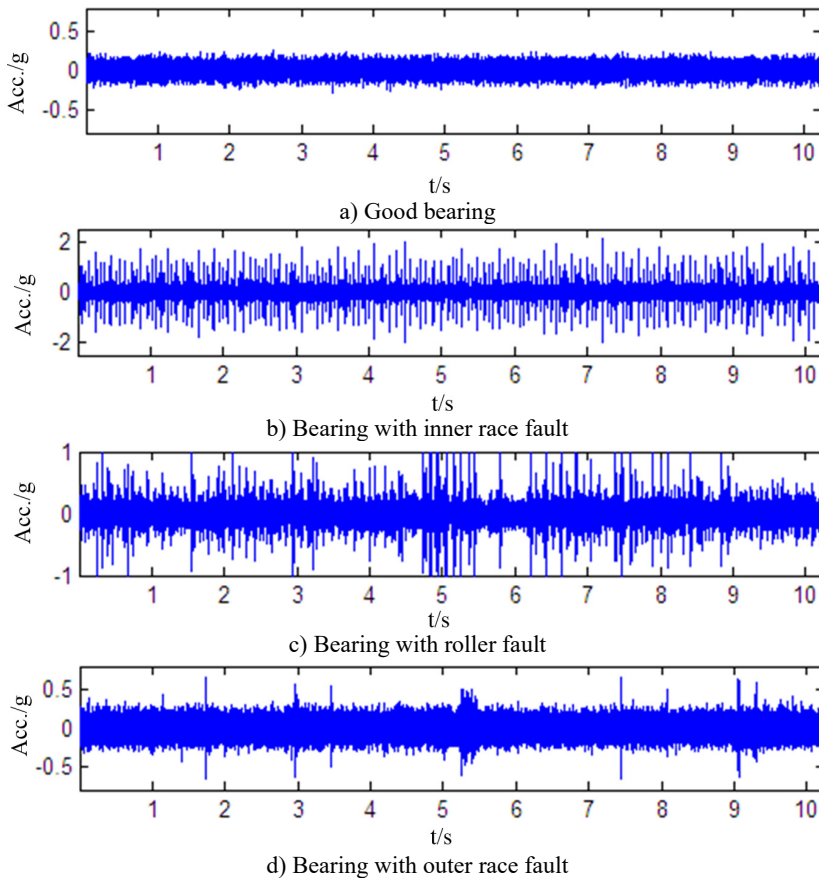 0.5
0
-0.5
Acc./g
1 2 3 4 5 6 7 8 9 10
t/s
a) Good bearing
2
0
-2
Acc./g
1 2 3 4 5 6 7 8 9 10
t/s
b) Bearing with inner race fault
1
0
-1
Acc./g
1 2 3 4 5 6 7 8 9 10
t/s
c) Bearing with roller fault
0.5
0
-0.5
Acc./g
1 2 3 4 5 6 7 8 9 10
t/s
d) Bearing with outer race fault